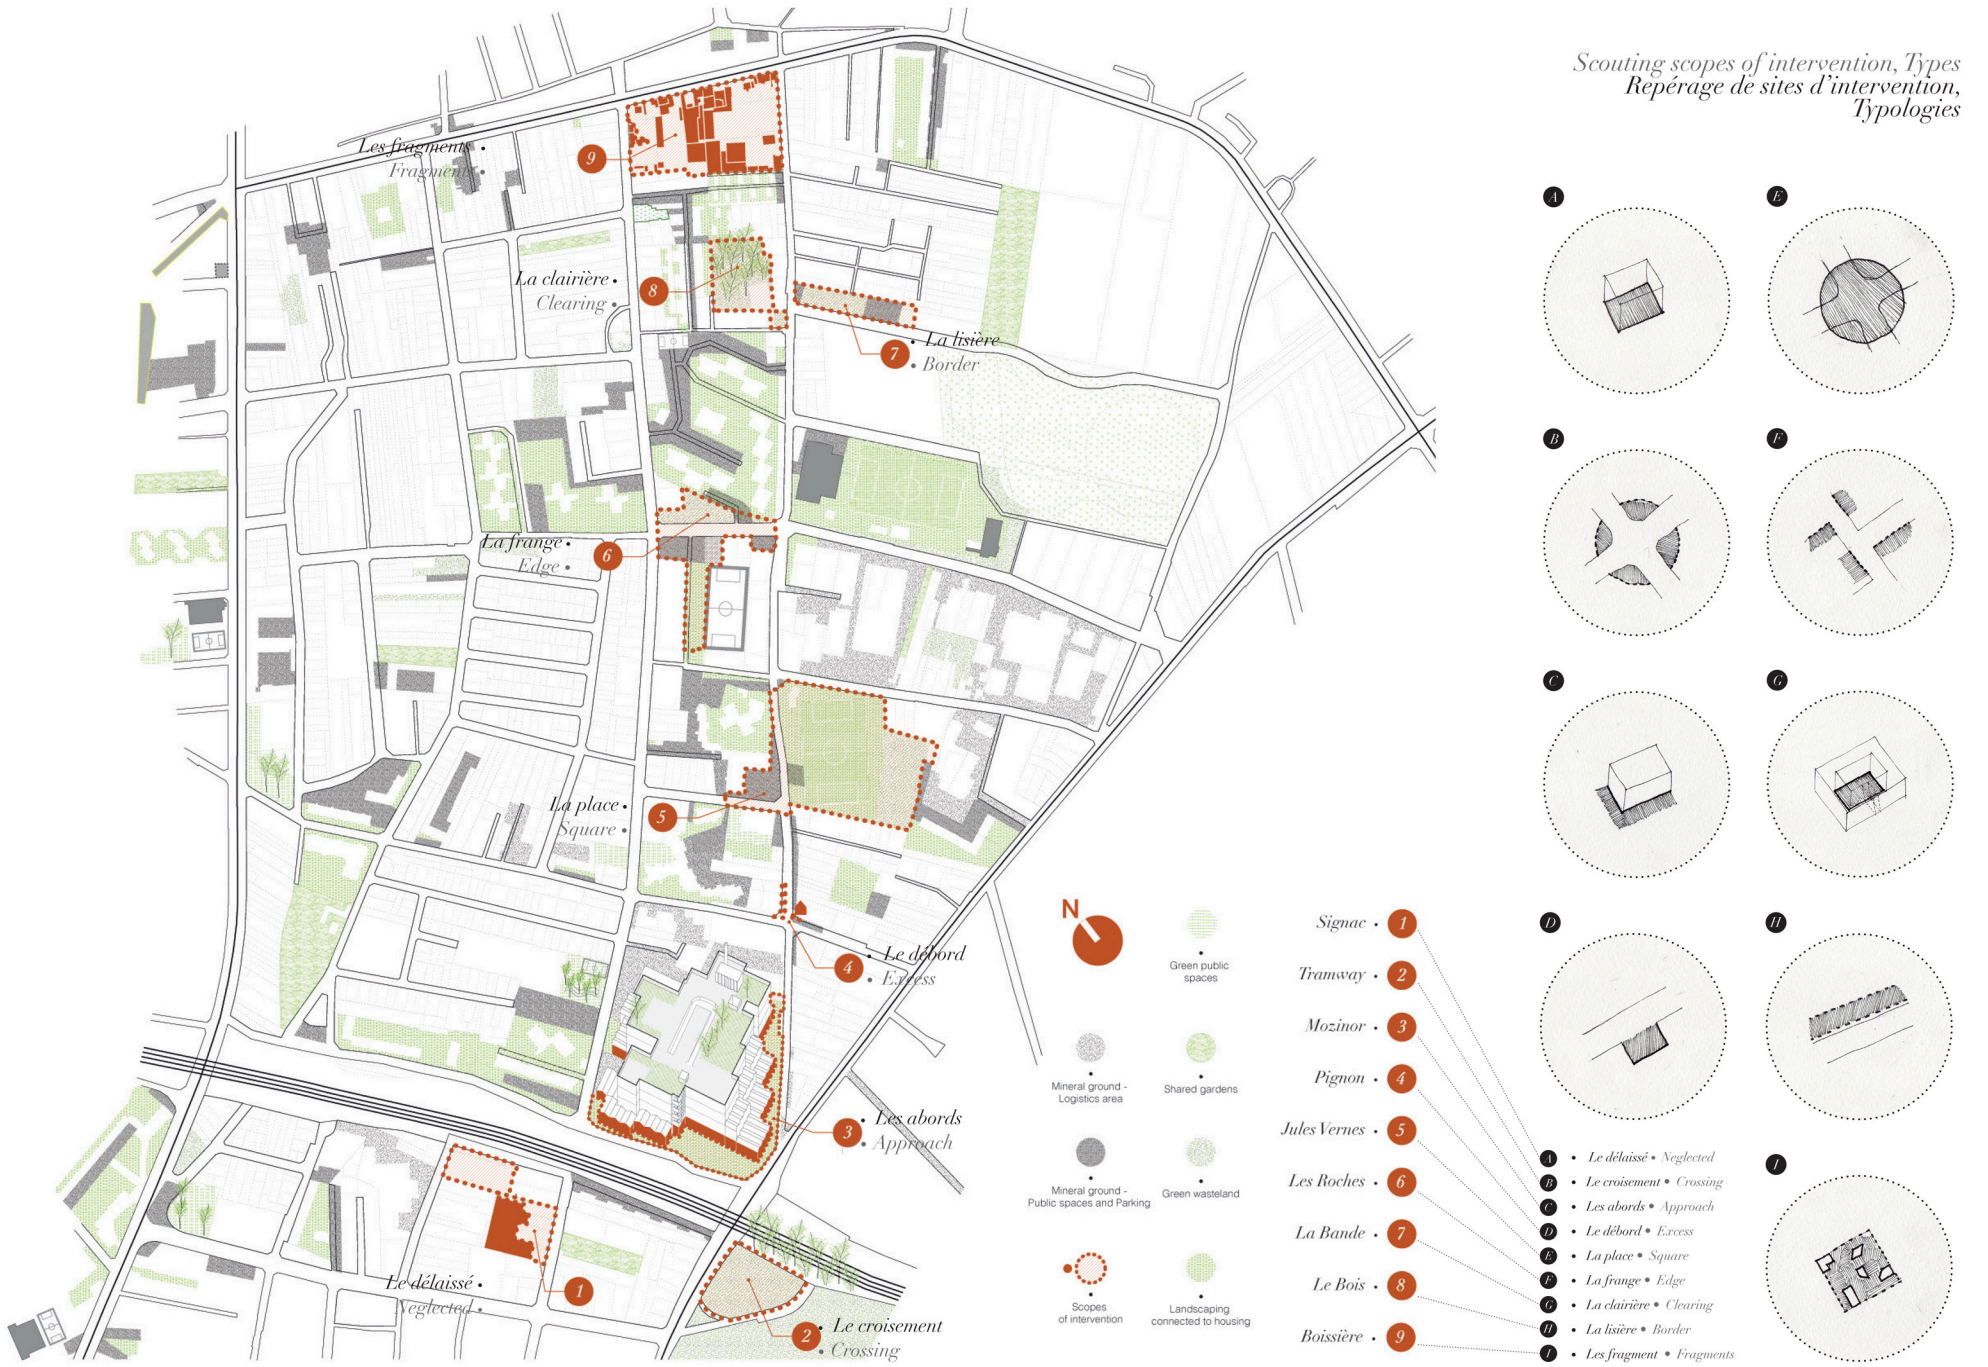 Scouting scopes of intervention, Types
Repérage de sites d'intervention,
Typologies
Les fragments •
Fragments •
9
La clairière •
Clearing •
8
• La lisière
• Border
7
La frange •
Edge •
6
La place •
Square •
5
• Le débord
• Excess
4
• Les abords
• Approach
3
Le délaissé •
Neglected •
1
• Le croisement
• Crossing
2
N
Green public
spaces
Mineral ground -
Logistics area
Shared gardens
Mineral ground -
Public spaces and Parking
Green wasteland
Scopes
of intervention
Landscaping
connected to housing
Signac • 1
Tramway • 2
Mozinor • 3
Pignon • 4
Jules Vernes • 5
Les Roches • 6
La Bande • 7
Le Bois • 8
Boissière • 9
A
E
B
F
C
G
D
H
I
A • Le délaissé • Neglected
B • Le croisement • Crossing
C • Les abords • Approach
D • Le débord • Excess
E • La place • Square
F • La frange • Edge
G • La clairière • Clearing
H • La lisière • Border
I • Les fragment • Fragments